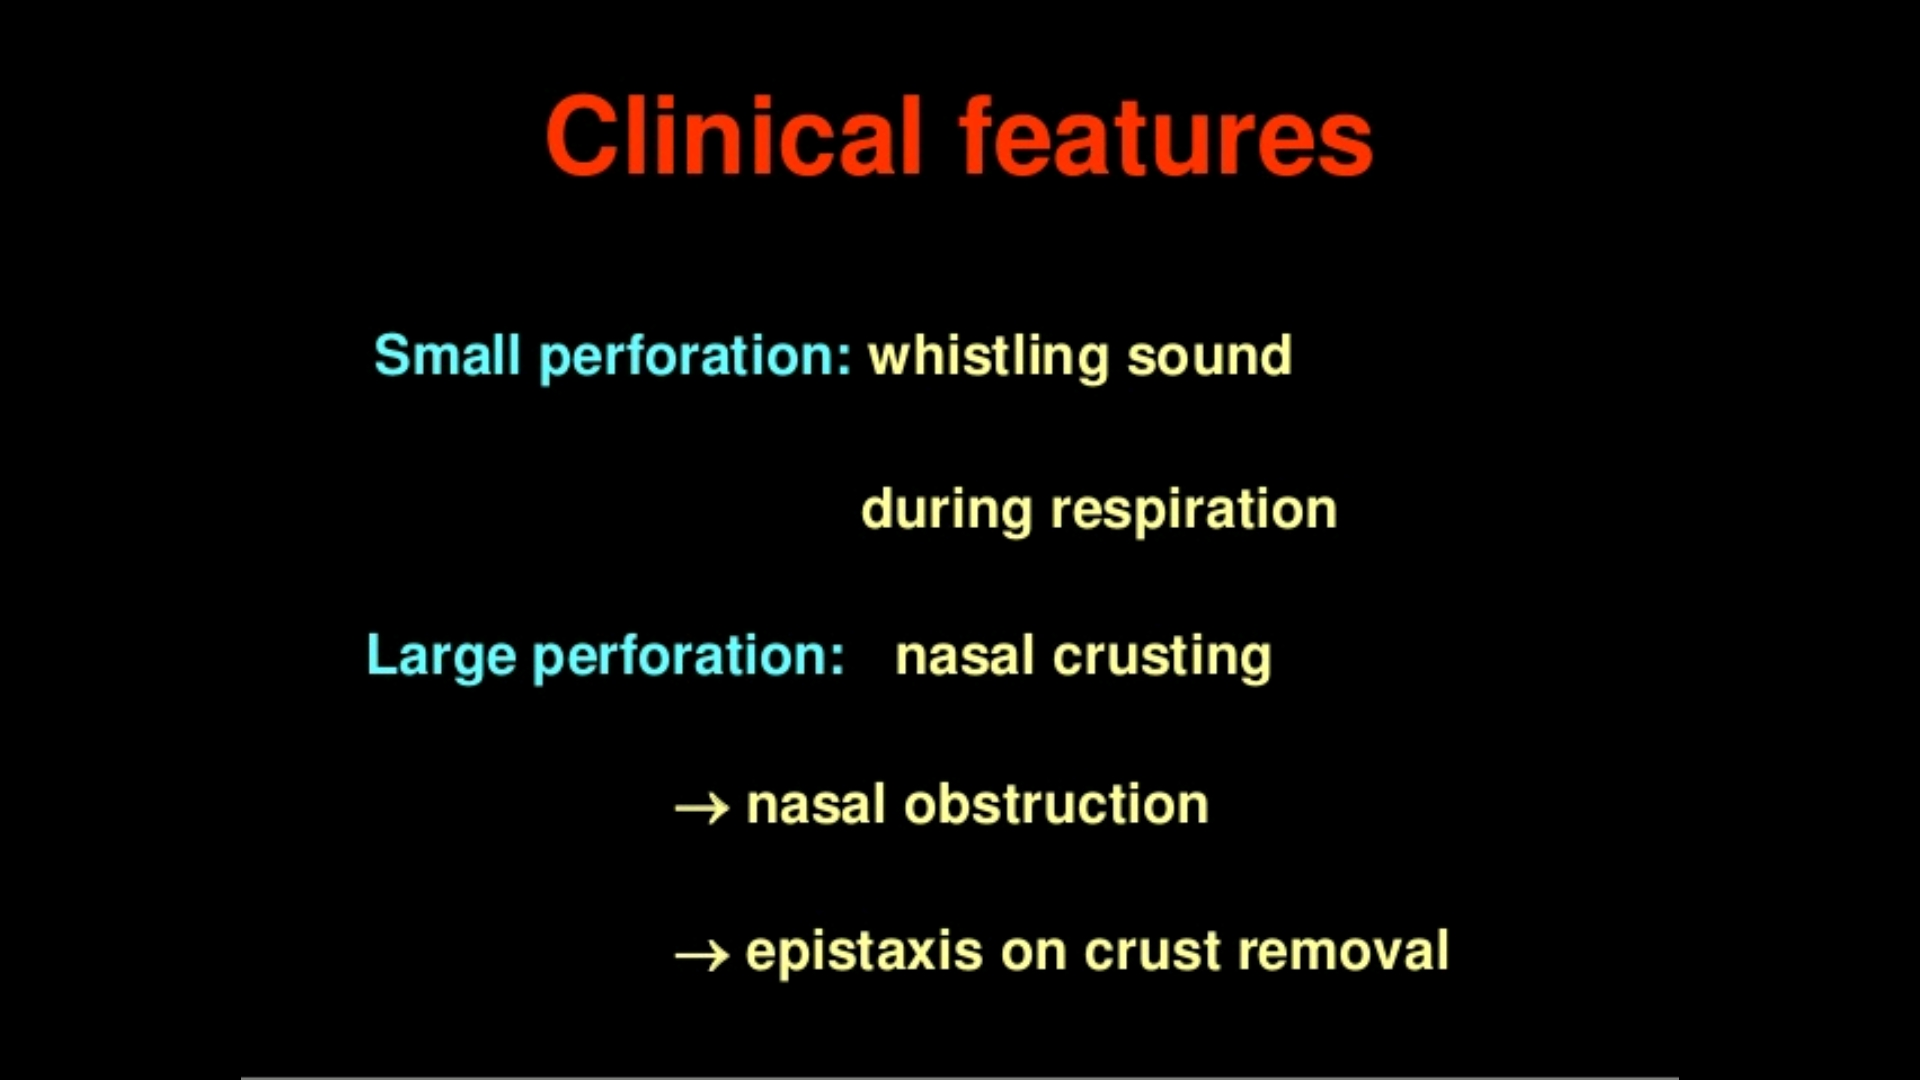 Clinical features
Small perforation: whistling sound
during respiration
Large perforation: nasal crusting
→ nasal obstruction
→ epistaxis on crust removal